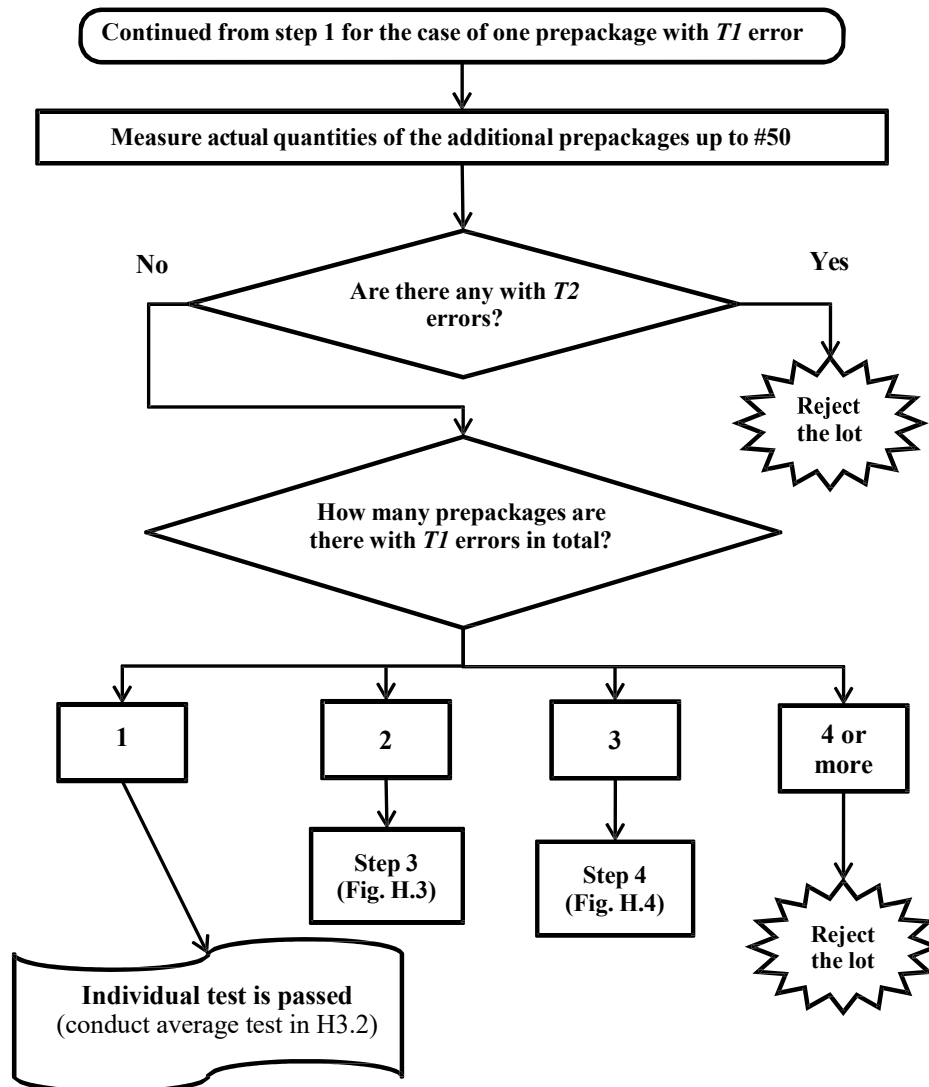 Continued from step 1 for the case of one prepackage with T1 error
Measure actual quantities of the additional prepackages up to #50
No
Yes
Are there any with T2
errors?
Reject
the lot
How many prepackages are
there with T1 errors in total?
1
2
3
4 or
more
Step 3
(Fig. H.3)
Step 4
(Fig. H.4)
Reject
the lot
Individual test is passed
(conduct average test in H3.2)